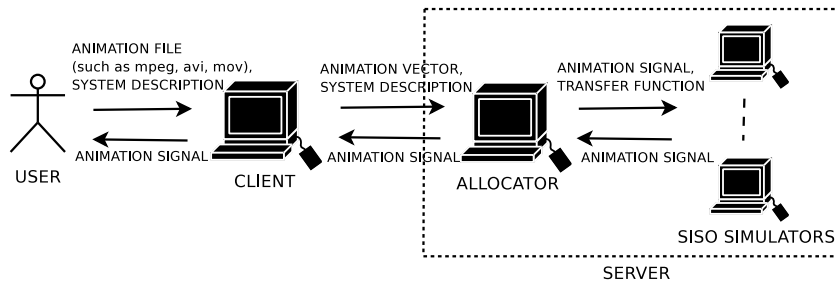 ANIMATION FILE
(such as mpeg, avi, mov),
SYSTEM DESCRIPTION
ANIMATION SIGNAL
USER
CLIENT
ANIMATION VECTOR,
SYSTEM DESCRIPTION
ANIMATION SIGNAL
ALLOCATOR
ANIMATION SIGNAL,
TRANSFER FUNCTION
ANIMATION SIGNAL
SISO SIMULATORS
SERVER